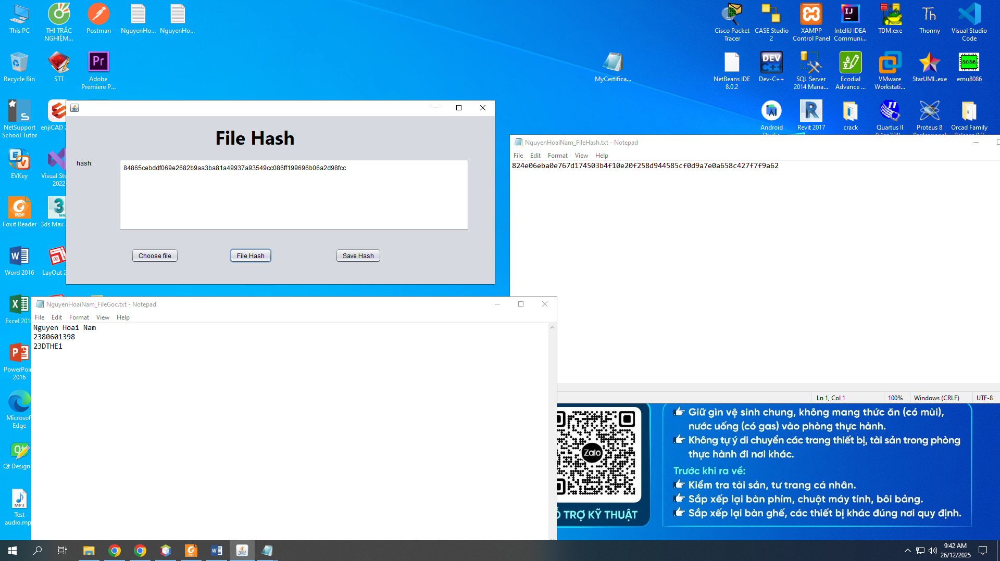 This PC
THI TRẮC
NGHIỆM...
Postman
NguyenHo...
NguyenHo...
Cisco Packet
Tracer
CASE Studio
2
XAMPP
Control Panel
IntelliJ IDEA
Communi...
TDM.exe
Thonny
Visual Studio
Code
Recycle Bin
STT
Adobe
Premiere P...
MyCertifica...
NetBeans IDE
8.0.2
Dev-C++
SQL Server
2014 Mana...
Ecodial
Advance ...
VMware
Workstati...
StarUML.exe
emu8086
NetSupport
School Tutor
enjiCAD 2
Android
Revit 2017
crack
Quartus II
Proteus 8
Orcad Family
EVKey
Visual Stu
2022
Foxit Reader
3ds Max
Word 2016
LayOut 2
Excel 201
PowerPoin
2016
Microsof
Edge
Qt Design
Test
audio.mp
File Hash
hash:
84865cebddf069e2682b9aa3ba81a49937a93549cc086ff199696b06a2d98fcc
Choose file
File Hash
Save Hash
NguyenHoaiNam_FileHash.txt - Notepad
File Edit Format View Help
824e06eba0e767d174503b4f10e20f258d944585cf0d9a7e0a658c427f7f9a62
Ln 1, Col 1
100%
Windows (CRLF)
UTF-8
NguyenHoaiNam_FileGoc.txt - Notepad
File Edit Format View Help
Nguyen Hoai Nam
2380601398
23DTHE1
Zalo
TRỢ KỸ THUẬT
Giữ gìn vệ sinh chung, không mang thức ăn (có mùi),
nước uống (có gas) vào phòng thực hành.
Không tự ý di chuyển các trang thiết bị, tài sản trong phòng
thực hành đi nơi khác.
Trước khi ra về:
Kiểm tra tài sản, tư trang cá nhân.
Sắp xếp lại bàn phím, chuột máy tính, bôi bảng.
Sắp xếp lại bàn ghế, các thiết bị khác đúng nơi quy định.
9:42 AM
26/12/2025